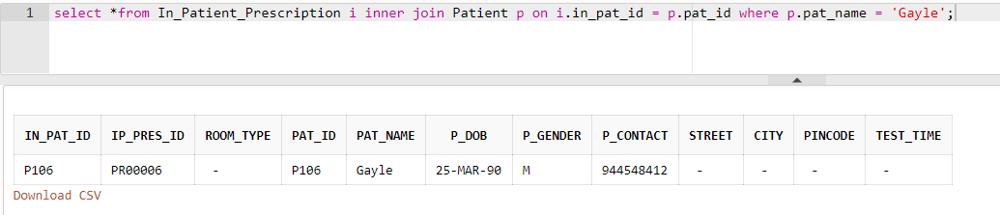 1 select *from In_Patient_Prescription i inner join Patient p on i.in_pat_id = p.pat_id where p.pat_name = 'Gayle';
IN_PAT_ID IP_PRES_ID ROOM_TYPE PAT_ID PAT_NAME P_DOB P_GENDER P_CONTACT STREET CITY PINCODE TEST_TIME
P106 PR00006 - P106 Gayle 25-MAR-90 M 944548412 - - - -
Download CSV